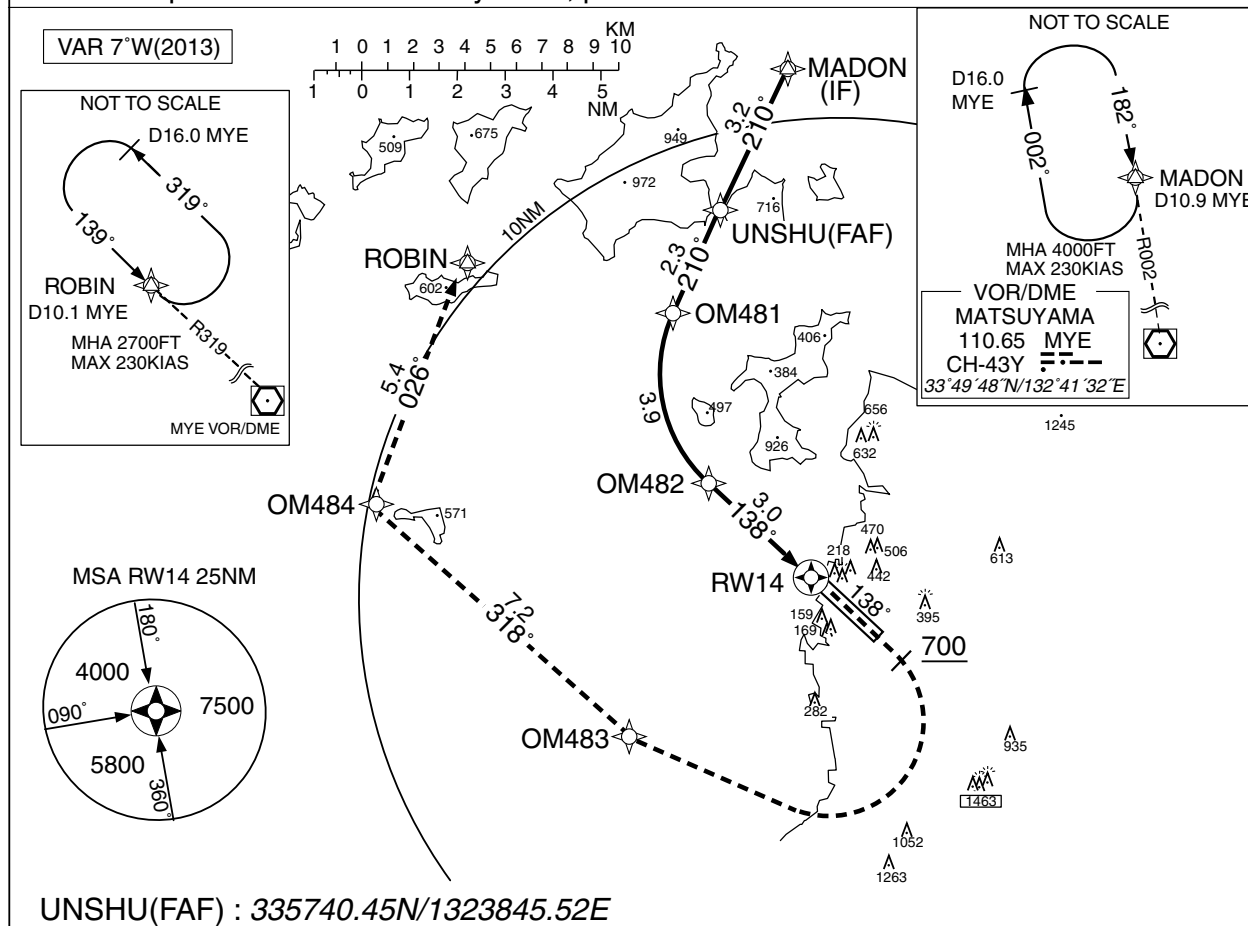 VAR 7°W(2013)
1 0 1 2 3 4 5 6 7 8 9 10
KM
1 0 1 2 3 4 5
NM
NOT TO SCALE
D16.0 MYE
319°
139°
ROBIN
D10.1 MYE
MHA 2700FT
MAX 230KIAS
R319
MYE VOR/DME
NOT TO SCALE
D16.0
MYE
182°
002°
MADON
D10.9 MYE
MHA 4000FT
MAX 230KIAS
R002
VOR/DME
MATSUYAMA
110.65 MYE
CH-43Y
33°49´48˝N/132°41´32˝E
MADON
(IF)
3.2
210°
509
675
949
972
716
10NM
UNSHU(FAF)
ROBIN
602
2.3
210°
OM481
406
384
5.4
026°
3.9
497
926
656
632
1245
OM482
3.0
138°
OM484
571
470
506
218
442
613
RW14
138°
395
159
169
700
7.2
318°
282
OM483
935
1463
1052
1263
MSA RW14 25NM
180°
4000
7500
090°
5800
360°
UNSHU(FAF) : 335740.45N/1323845.52E